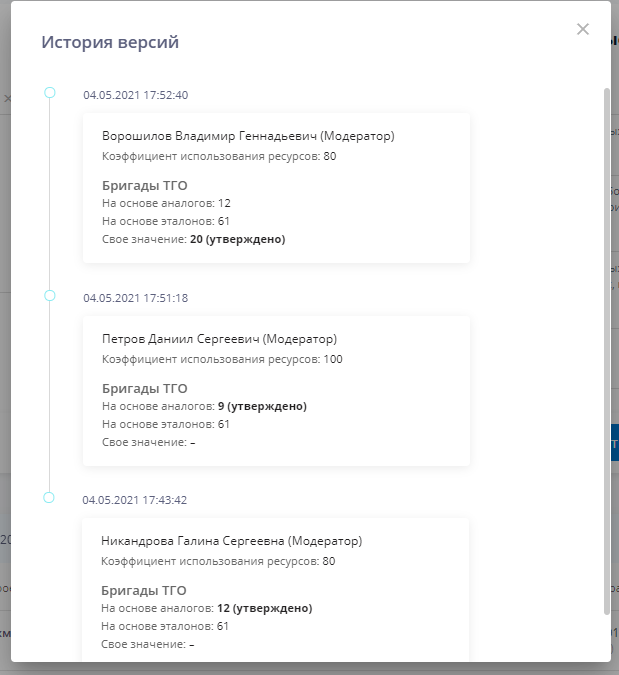 История версий
04.05.2021 17:52:40
Ворошилов Владимир Геннадьевич (Модератор)
Коэффициент использования ресурсов: 80
Бригады ТГО
На основе аналогов: 12
На основе эталонов: 61
Свое значение: 20 (утверждено)
04.05.2021 17:51:18
Петров Даниил Сергеевич (Модератор)
Коэффициент использования ресурсов: 100
Бригады ТГО
На основе аналогов: 9 (утверждено)
На основе эталонов: 61
Свое значение: –
04.05.2021 17:43:42
Никандрова Галина Сергеевна (Модератор)
Коэффициент использования ресурсов: 80
Бригады ТГО
На основе аналогов: 12 (утверждено)
На основе эталонов: 61
Свое значение: –